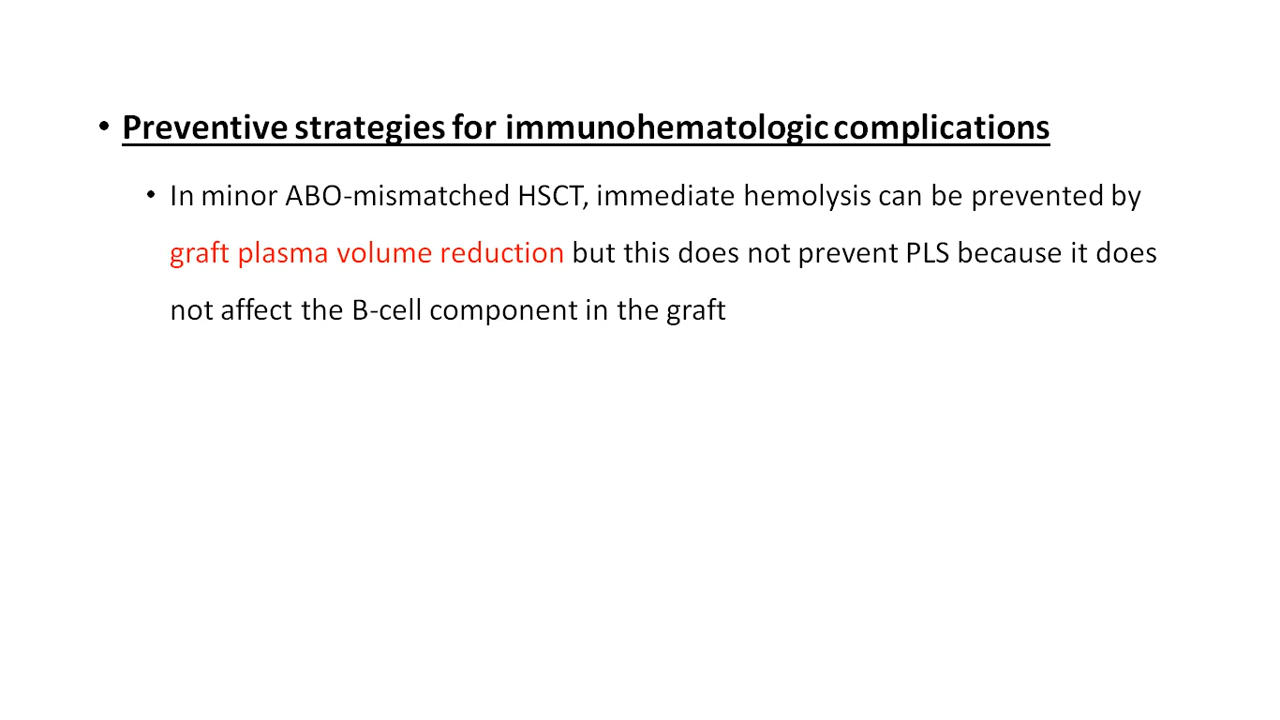 • Preventive strategies for immunohematologic complications
• In minor ABO-mismatched HSCT, immediate hemolysis can be prevented by
graft plasma volume reduction but this does not prevent PLS because it does
not affect the B-cell component in the graft